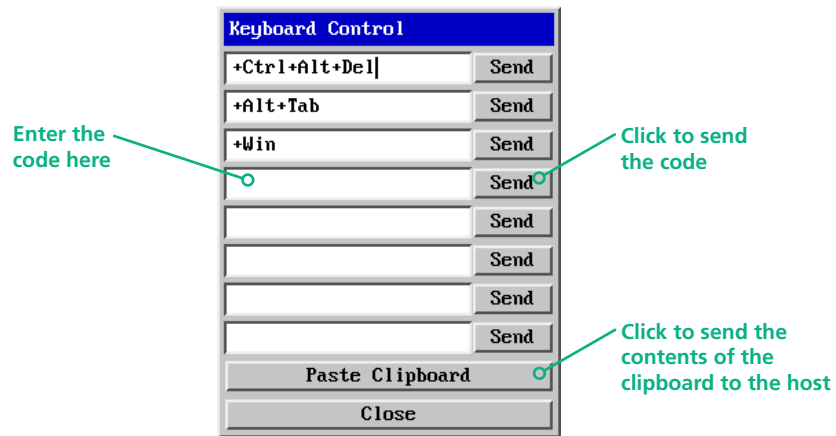 Keyboard Control
+Ctrl+Alt+Del Send
+Alt+Tab Send
+Win Send
Enter the
code here
Click to send
the code
Send
Send
Send
Send
Send
Click to send the
contents of the
clipboard to the host
Paste Clipboard
Close